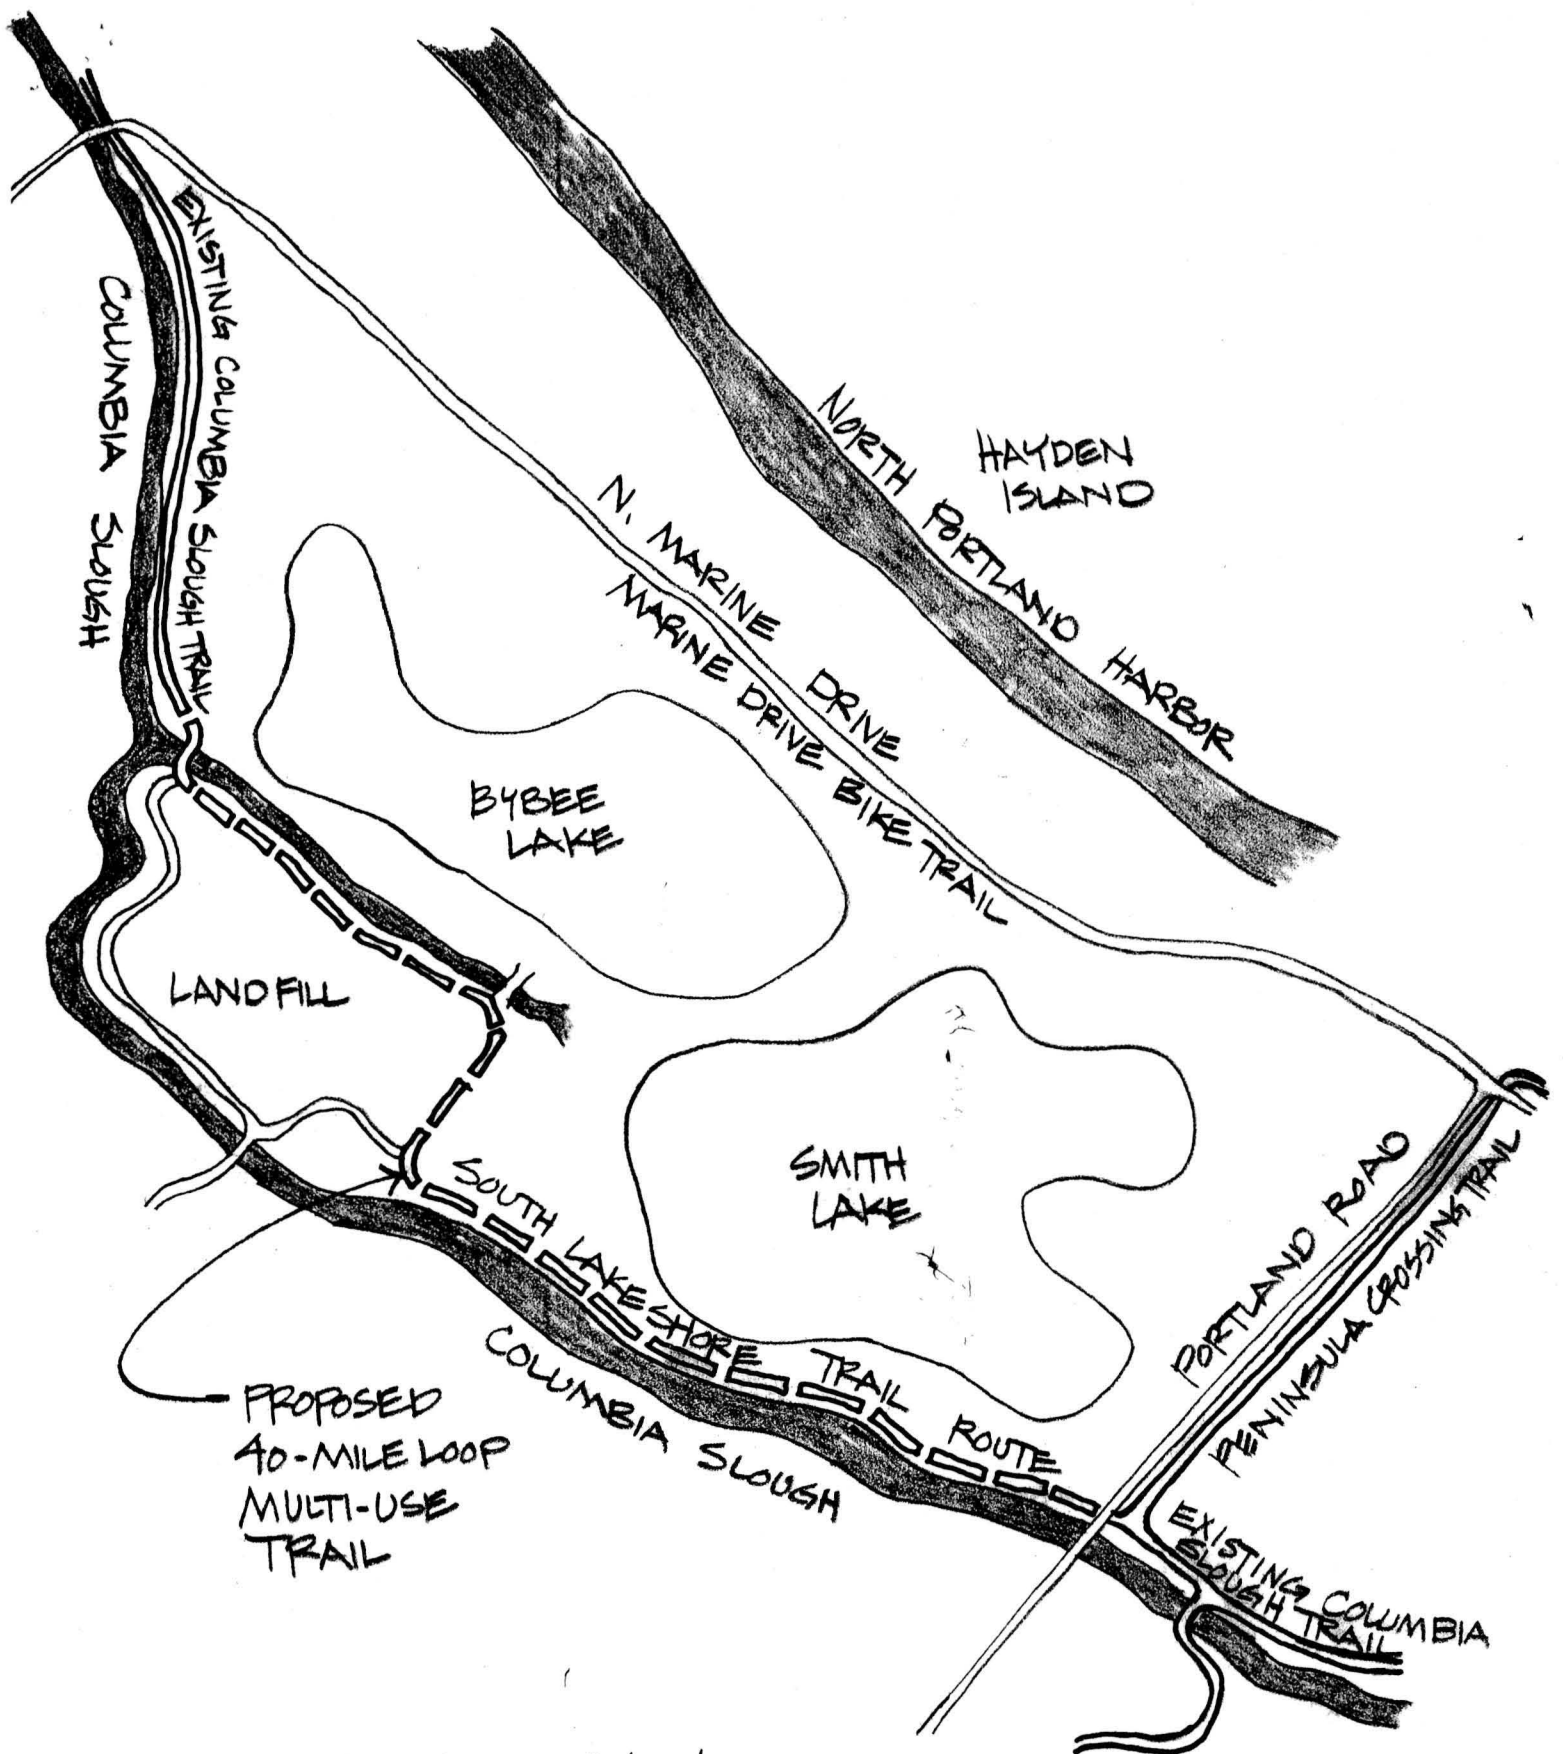 EXISTING COLUMBIA SLOUGH TRAIL
COLUMBIA SLOUGH
NORTH PORTLAND HARBOR
HAYDEN
ISLAND
N. MARINE DRIVE
MARINE DRIVE BIKE TRAIL
BYBEE
LAKE
LANDFILL
SMITH
LAKE
SOUTH LAKE SHORE TRAIL ROUTE
COLUMBIA SLOUGH
PORTLAND ROAD
PENINSULA CROSSING TRAIL
PROPOSED
40-MILE LOOP
MULTI-USE
TRAIL
EXISTING COLUMBIA
SLOUGH TRAIL